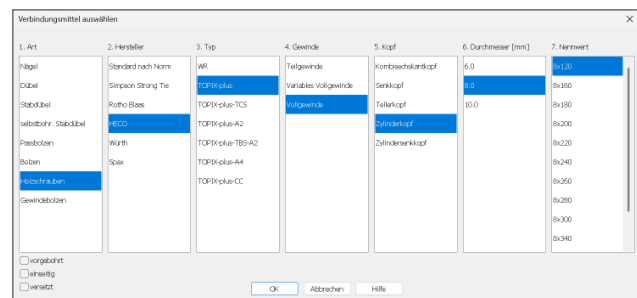 Verbindungsmittel auswählen
1. Art
Nägel
Dübel
Stabdübel
selbstbohr. Stabdübel
Passbolzen
Bolzen
Holzschrauben
Gewindebolzen
2. Hersteller
Standard nach Norm
Simpson Strong Tie
Rotho Blaas
HECO
Würth
Spax
3. Typ
WR
TOPIX-plus
TOPIX-plus-TCS
TOPIX-plus-A2
TOPIX-plus-TBS-A2
TOPIX-plus-A4
TOPIX-plus-CC
4. Gewinde
Teilgewinde
Variables Vollgewinde
Vollgewinde
5. Kopf
Kombisechskantkopf
Senkkopf
Tellerkopf
Zylinderkopf
Zylindersenkkopf
6. Durchmesser [mm]
6.0
8.0
10.0
7. Nennwert
8x120
8x160
8x180
8x200
8x220
8x240
8x260
8x280
8x300
8x340
vorgebohrt
einseitig
versetzt
OK
Abbrechen
Hilfe